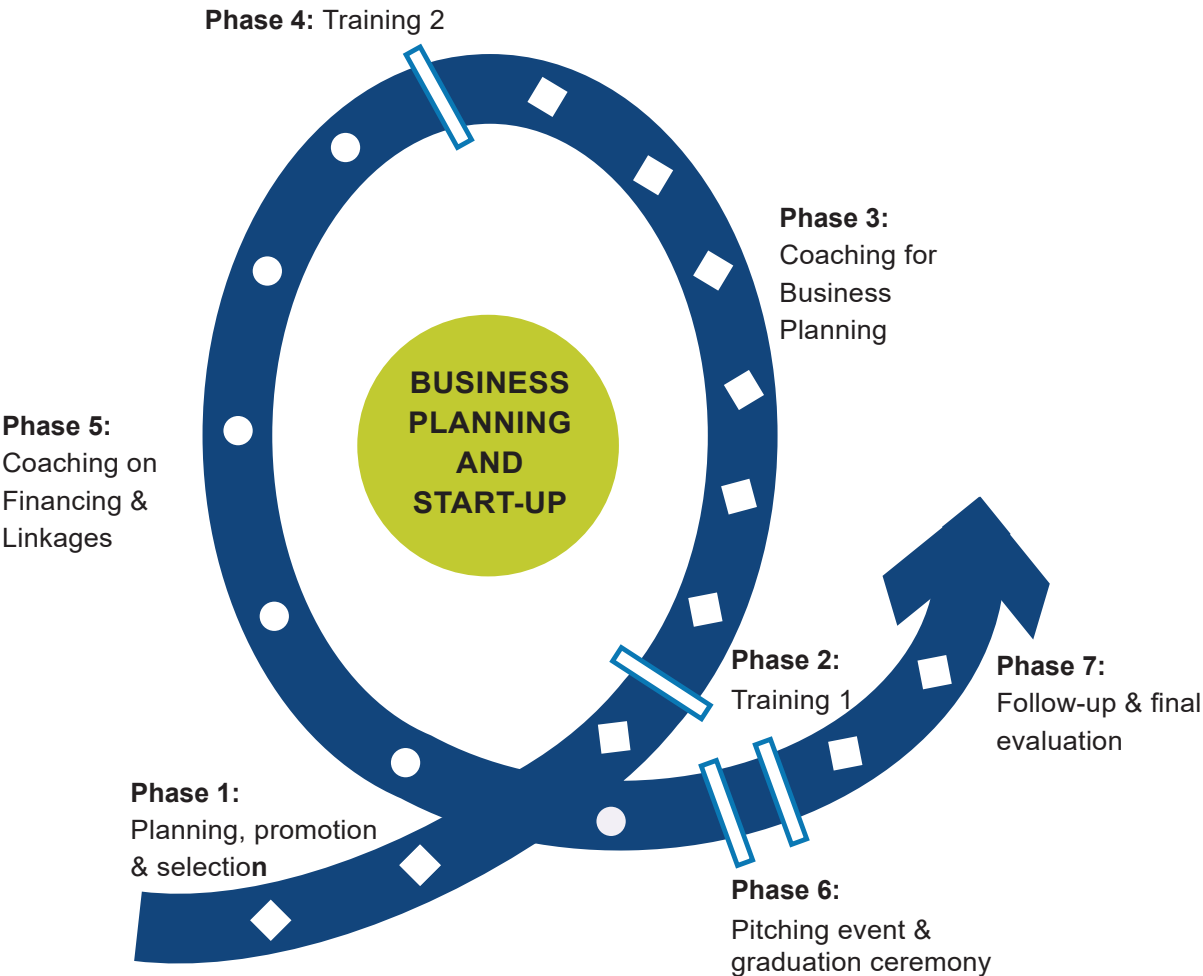 Phase 4: Training 2
Phase 3:
Coaching for
Business
Planning
BUSINESS
PLANNING
AND
START-UP
Phase 5:
Coaching on
Financing &
Linkages
Phase 2:
Training 1
Phase 7:
Follow-up & final
evaluation
Phase 1:
Planning, promotion
& selection
Phase 6:
Pitching event &
graduation ceremony